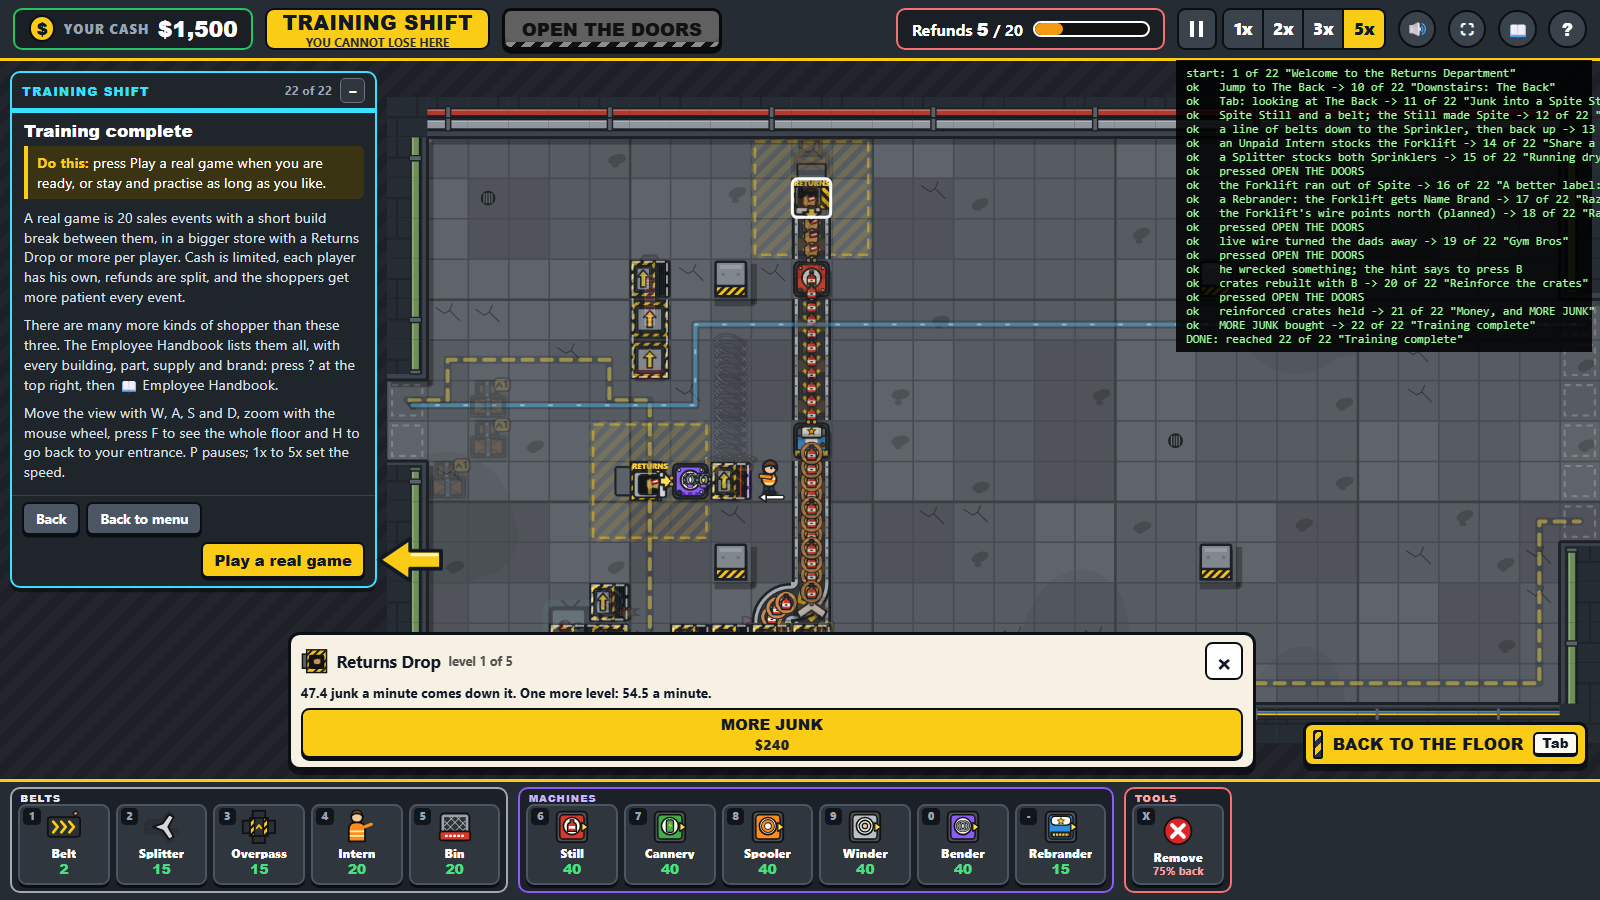 YOUR CASH $1,500
TRAINING SHIFT
YOU CANNOT LOSE HERE
OPEN THE DOORS
Refunds 5 / 20
1x 2x 3x 5x
?
TRAINING SHIFT
22 of 22
Training complete
Do this: press Play a real game when you are
ready, or stay and practise as long as you like.
A real game is 20 sales events with a short build
break between them, in a bigger store with a Returns
Drop or more per player. Cash is limited, each player
has his own, refunds are split, and the shoppers get
more patient every event.
There are many more kinds of shopper than these
three. The Employee Handbook lists them all, with
every building, part, supply and brand: press ? at the
top right, then 📖 Employee Handbook.
Move the view with W, A, S and D, zoom with the
mouse wheel, press F to see the whole floor and H to
go back to your entrance. P pauses; 1x to 5x set the
speed.
Back
Back to menu
Play a real game
start: 1 of 22 "Welcome to the Returns Department"
ok Jump to The Back -> 10 of 22 "Downstairs: The Back"
ok Tab: looking at The Back -> 11 of 22 "Junk into a Spite St
ok Spite Still and a belt; the Still made Spite -> 12 of 22 "
ok a line of belts down to the Sprinkler, then back up -> 13
ok an Unpaid Intern stocks the Forklift -> 14 of 22 "Share a
ok a Splitter stocks both Sprinklers -> 15 of 22 "Running dry
ok pressed OPEN THE DOORS
ok the Forklift ran out of Spite -> 16 of 22 "A better label:
ok a Rebrander: the Forklift gets Name Brand -> 17 of 22 "Raz
ok the Forklift's wire points north (planned) -> 18 of 22 "Ra
ok pressed OPEN THE DOORS
ok live wire turned the dads away -> 19 of 22 "Gym Bros"
ok pressed OPEN THE DOORS
ok he wrecked something; the hint says to press B
ok crates rebuilt with B -> 20 of 22 "Reinforce the crates"
ok pressed OPEN THE DOORS
ok reinforced crates held -> 21 of 22 "Money, and MORE JUNK"
ok MORE JUNK bought -> 22 of 22 "Training complete"
DONE: reached 22 of 22 "Training complete"
RETURNS
RETURNS
Returns Drop level 1 of 5
47.4 junk a minute comes down it. One more level: 54.5 a minute.
MORE JUNK
$240
BACK TO THE FLOOR Tab
BELTS
1 Belt 2
2 Splitter 15
3 Overpass 15
4 Intern 20
5 Bin 20
MACHINES
6 Still 40
7 Cannery 40
8 Spooler 40
9 Winder 40
0 Bender 40
- Rebrander 15
TOOLS
X Remove
75% back